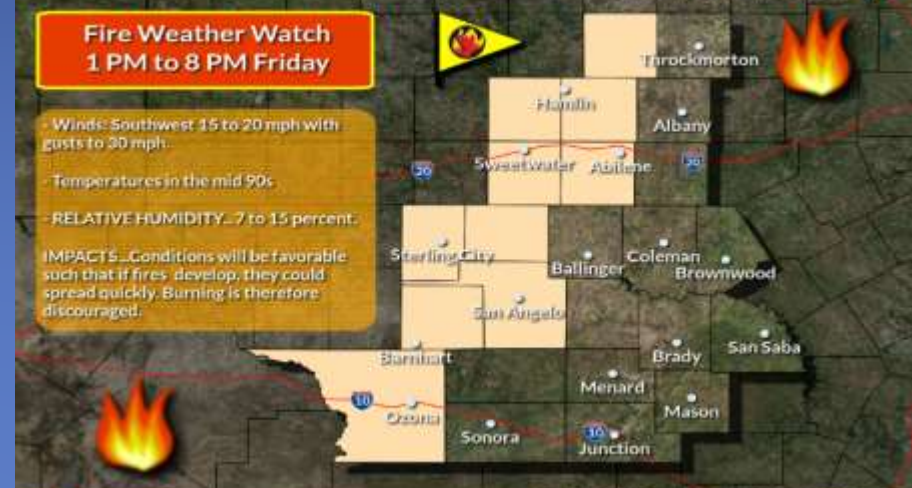 Fire Weather Watch
1 PM to 8 PM Friday
- Winds: Southwest 15 to 20 mph with
gusts to 30 mph.
- Temperatures in the mid 90s
- RELATIVE HUMIDITY...7 to 15 percent.
IMPACTS...Conditions will be favorable
such that if fires develop, they could
spread quickly. Burning is therefore
discouraged.
Throckmorton
Hamlin
Albany
Sweetwater
Abilene
20
20
Sterling City
Ballinger
Coleman
Brownwood
San Angelo
Barnhart
Brady
San Saba
Menard
10
Ozona
Mason
Sonora
10
Junction